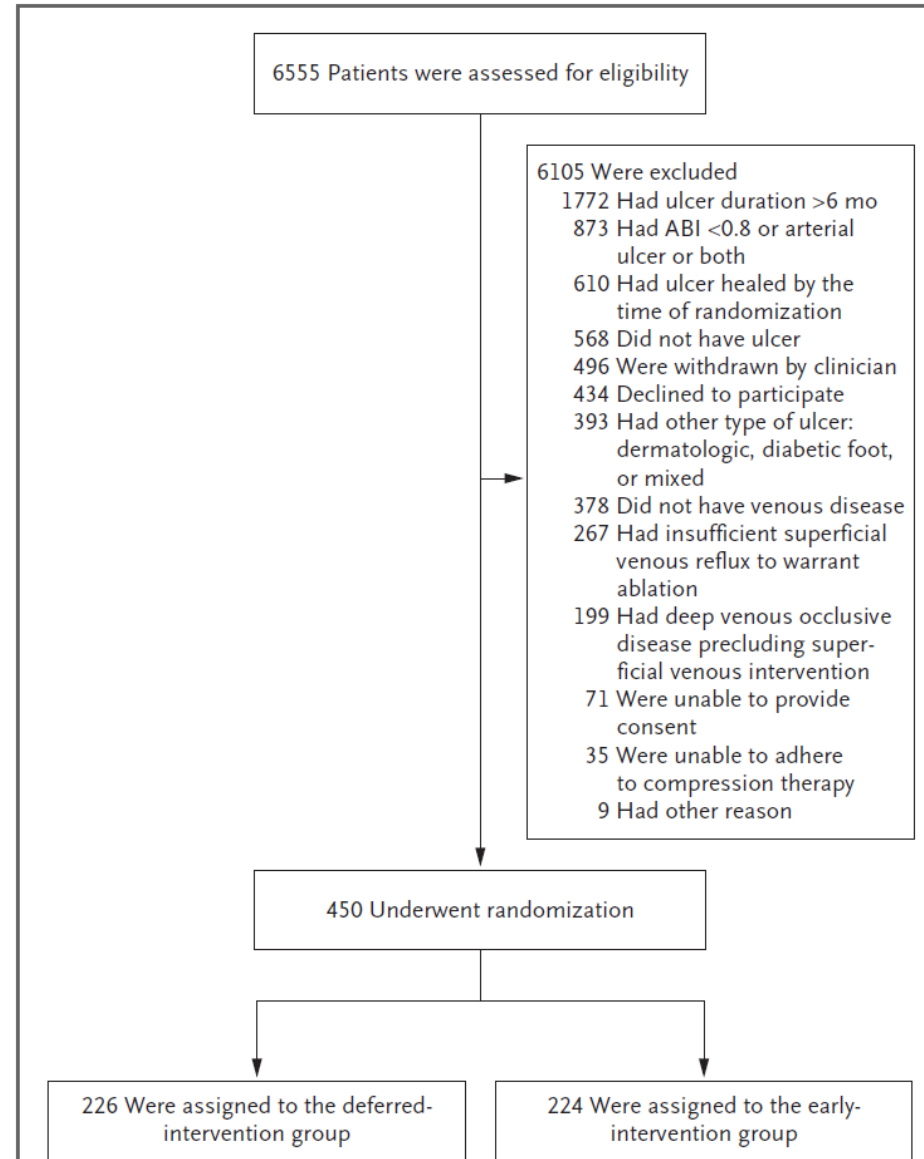 6555 Patients were assessed for eligibility
6105 Were excluded
1772 Had ulcer duration >6 mo
873 Had ABI <0.8 or arterial
ulcer or both
610 Had ulcer healed by the
time of randomization
568 Did not have ulcer
496 Were withdrawn by clinician
434 Declined to participate
393 Had other type of ulcer:
dermatologic, diabetic foot,
or mixed
378 Did not have venous disease
267 Had insufficient superficial
venous reflux to warrant
ablation
199 Had deep venous occlusive
disease precluding super-
ficial venous intervention
71 Were unable to provide
consent
35 Were unable to adhere
to compression therapy
9 Had other reason
450 Underwent randomization
226 Were assigned to the deferred-
intervention group
224 Were assigned to the early-
intervention group